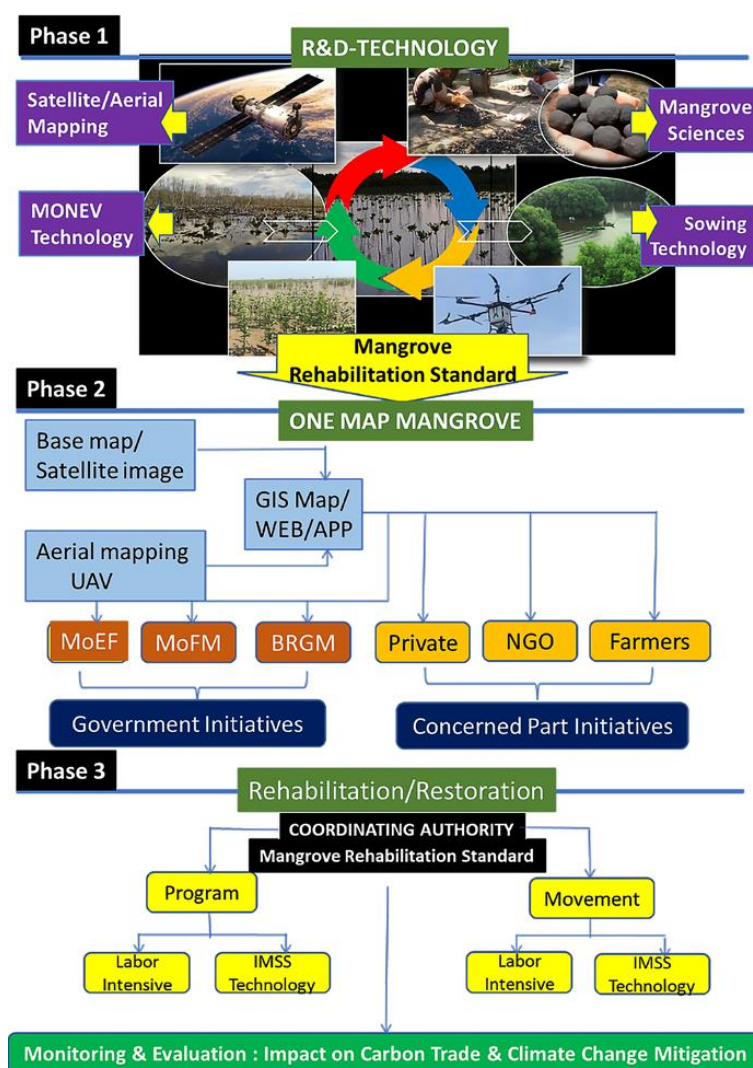 Phase 1
R&D-TECHNOLOGY
Satellite/Aerial
Mapping
Mangrove
Sciences
MONEV
Technology
Sowing
Technology
Mangrove
Rehabilitation Standard
Phase 2
ONE MAP MANGROVE
Base map/
Satellite image
GIS Map/
WEB/APP
Aerial mapping
UAV
MoEF
MoFM
BRGM
Private
NGO
Farmers
Government Initiatives
Concerned Part Initiatives
Phase 3
Rehabilitation/Restoration
COORDINATING AUTHORITY
Mangrove Rehabilitation Standard
Program
Movement
Labor
Intensive
IMSS
Technology
Labor
Intensive
IMSS
Technology
Monitoring & Evaluation : Impact on Carbon Trade & Climate Change Mitigation